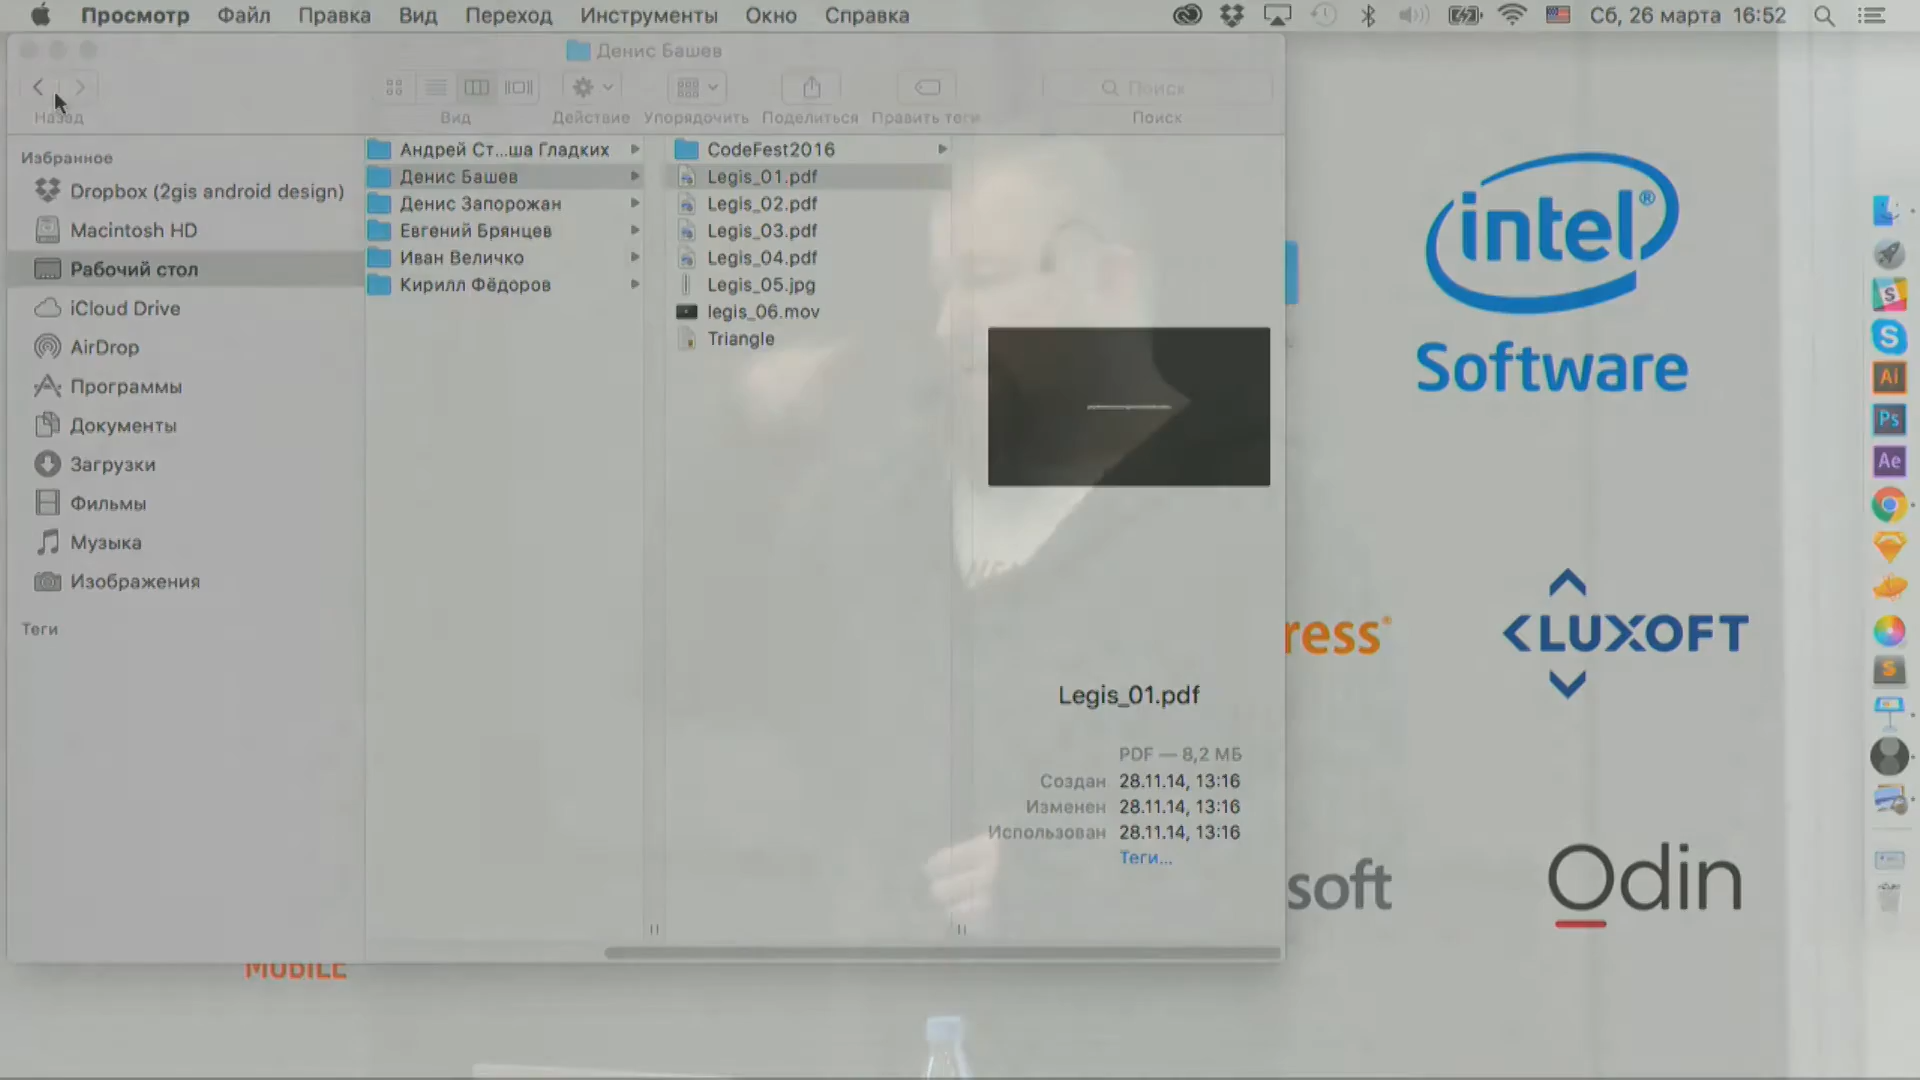 Просмотр Файл Правка Вид Переход Инструменты Окно Справка
Сб, 26 марта 16:52
Денис Башев
Назад
Вид
Действие
Упорядочить
Поделиться
Править теги
Поиск
Поиск
Избранное
Dropbox (2gis android design)
Macintosh HD
Рабочий стол
iCloud Drive
AirDrop
Программы
Документы
Загрузки
Фильмы
Музыка
Изображения
Теги
Андрей Ст...ша Гладких
Денис Башев
Денис Запорожан
Евгений Брянцев
Иван Величко
Кирилл Фёдоров
CodeFest2016
Legis_01.pdf
Legis_02.pdf
Legis_03.pdf
Legis_04.pdf
Legis_05.jpg
legis_06.mov
Triangle
Legis_01.pdf
PDF — 8,2 МБ
Создан 28.11.14, 13:16
Изменен 28.11.14, 13:16
Использован 28.11.14, 13:16
Теги...
intel®
Software
ress®
LUXOFT
soft
Odin
MOBILE
S
S
Ai
Ps
Ae
S